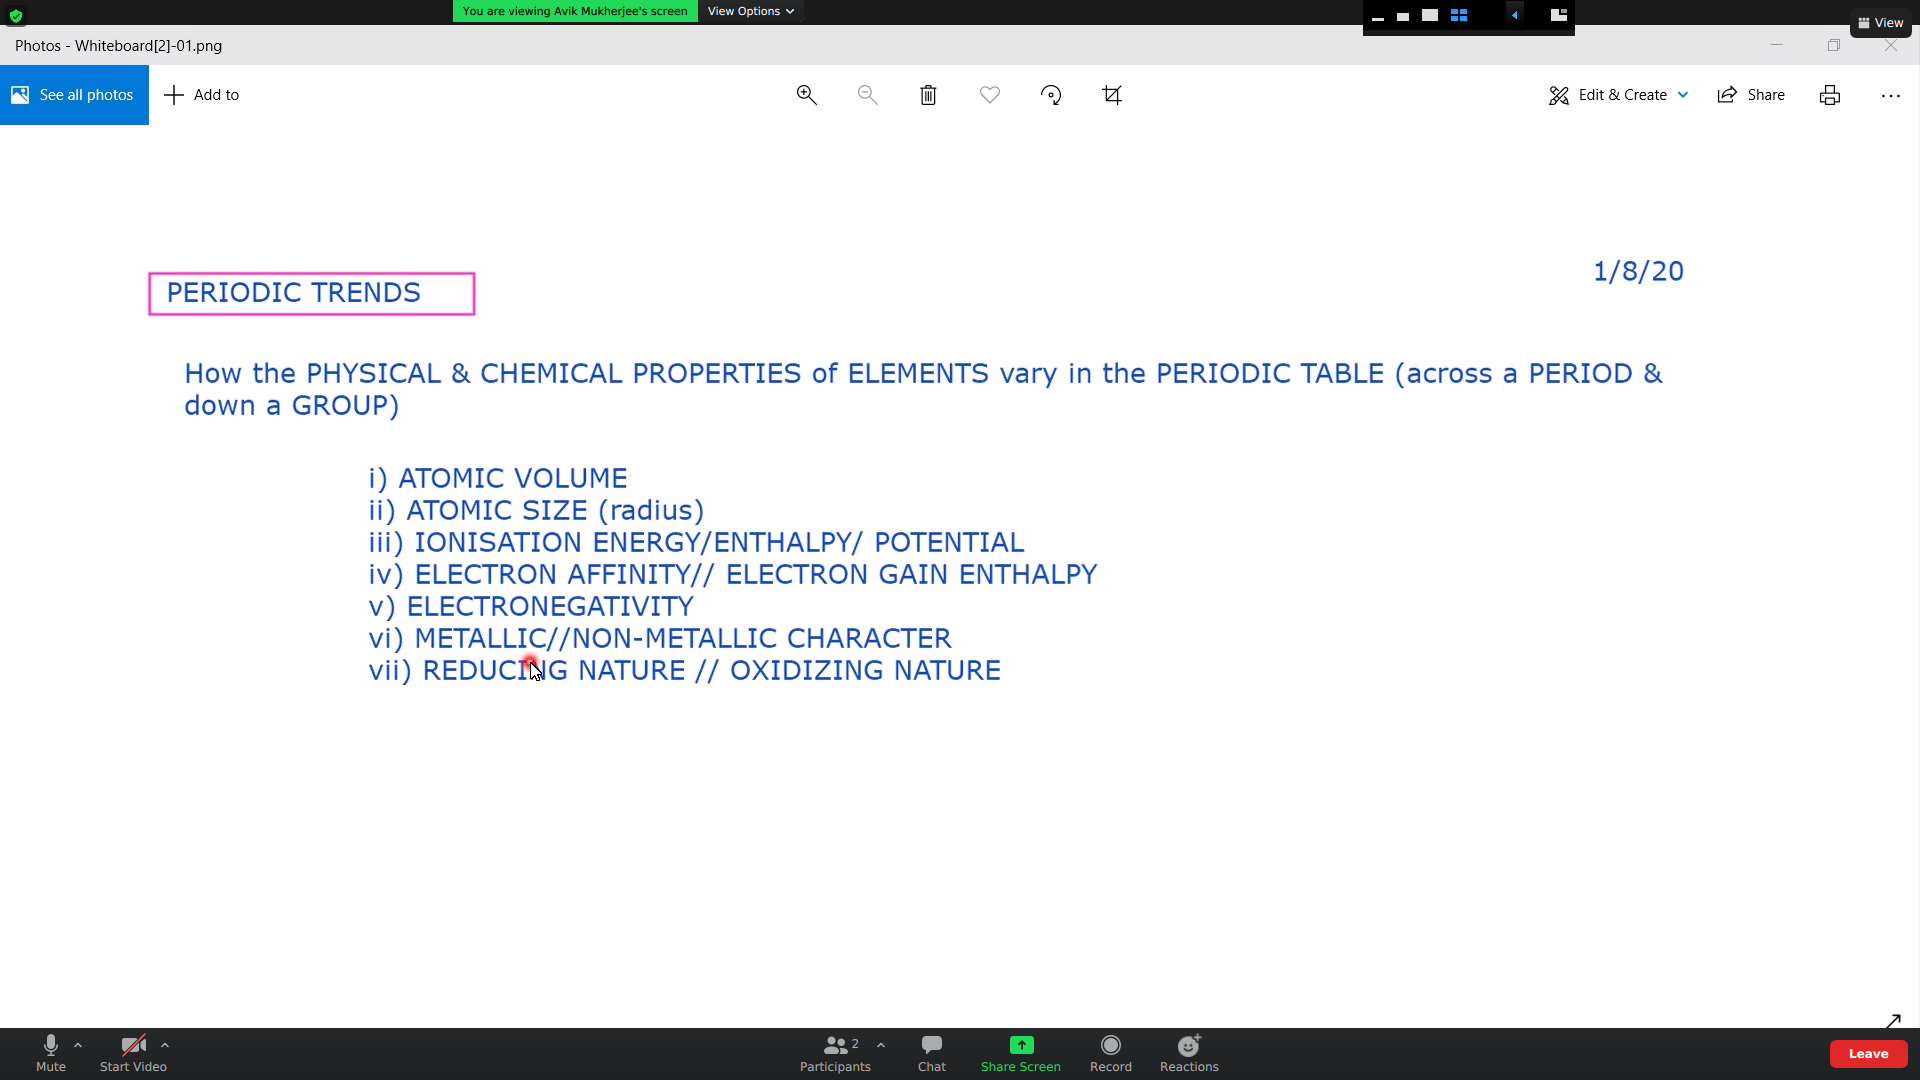 You are viewing Avik Mukherjee's screen
View Options
View
Photos - Whiteboard[2]-01.png
See all photos
Add to
Edit & Create
Share
1/8/20
PERIODIC TRENDS
How the PHYSICAL & CHEMICAL PROPERTIES of ELEMENTS vary in the PERIODIC TABLE (across a PERIOD &
down a GROUP)
i) ATOMIC VOLUME
ii) ATOMIC SIZE (radius)
iii) IONISATION ENERGY/ENTHALPY/ POTENTIAL
iv) ELECTRON AFFINITY// ELECTRON GAIN ENTHALPY
v) ELECTRONEGATIVITY
vi) METALLIC//NON-METALLIC CHARACTER
vii) REDUCING NATURE // OXIDIZING NATURE
Mute
Start Video
2
Participants
Chat
Share Screen
Record
Reactions
Leave